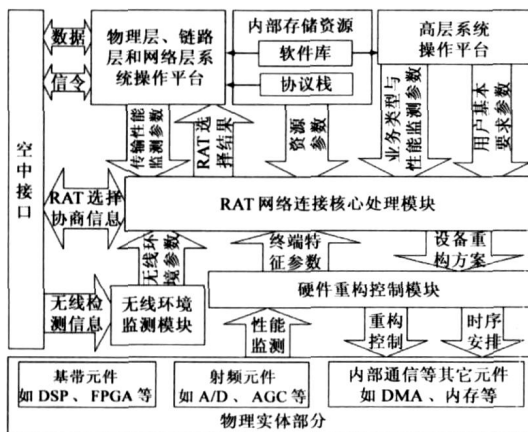 数据
信令
空中接口
物理层、链路
层和网络层系
统操作平台
内部存储资源
软件库
协议栈
高层系统
操作平台
传输性能
监测参数
RAT选
择结果
资源
参数
业务类型与
性能监测参数
用户基本
要求参数
RAT选择
协商信息
RAT网络连接核心处理模块
无线环
境参数
终端特
征参数
设备重
构方案
硬件重构控制模块
无线检
测信息
无线环境
监测模块
性能
监测
重构
控制
时序
安排
基带元件
如DSP、FPGA等
射频元件
如A/D、AGC等
内部通信等其它元件
如DMA、内存等
物理实体部分